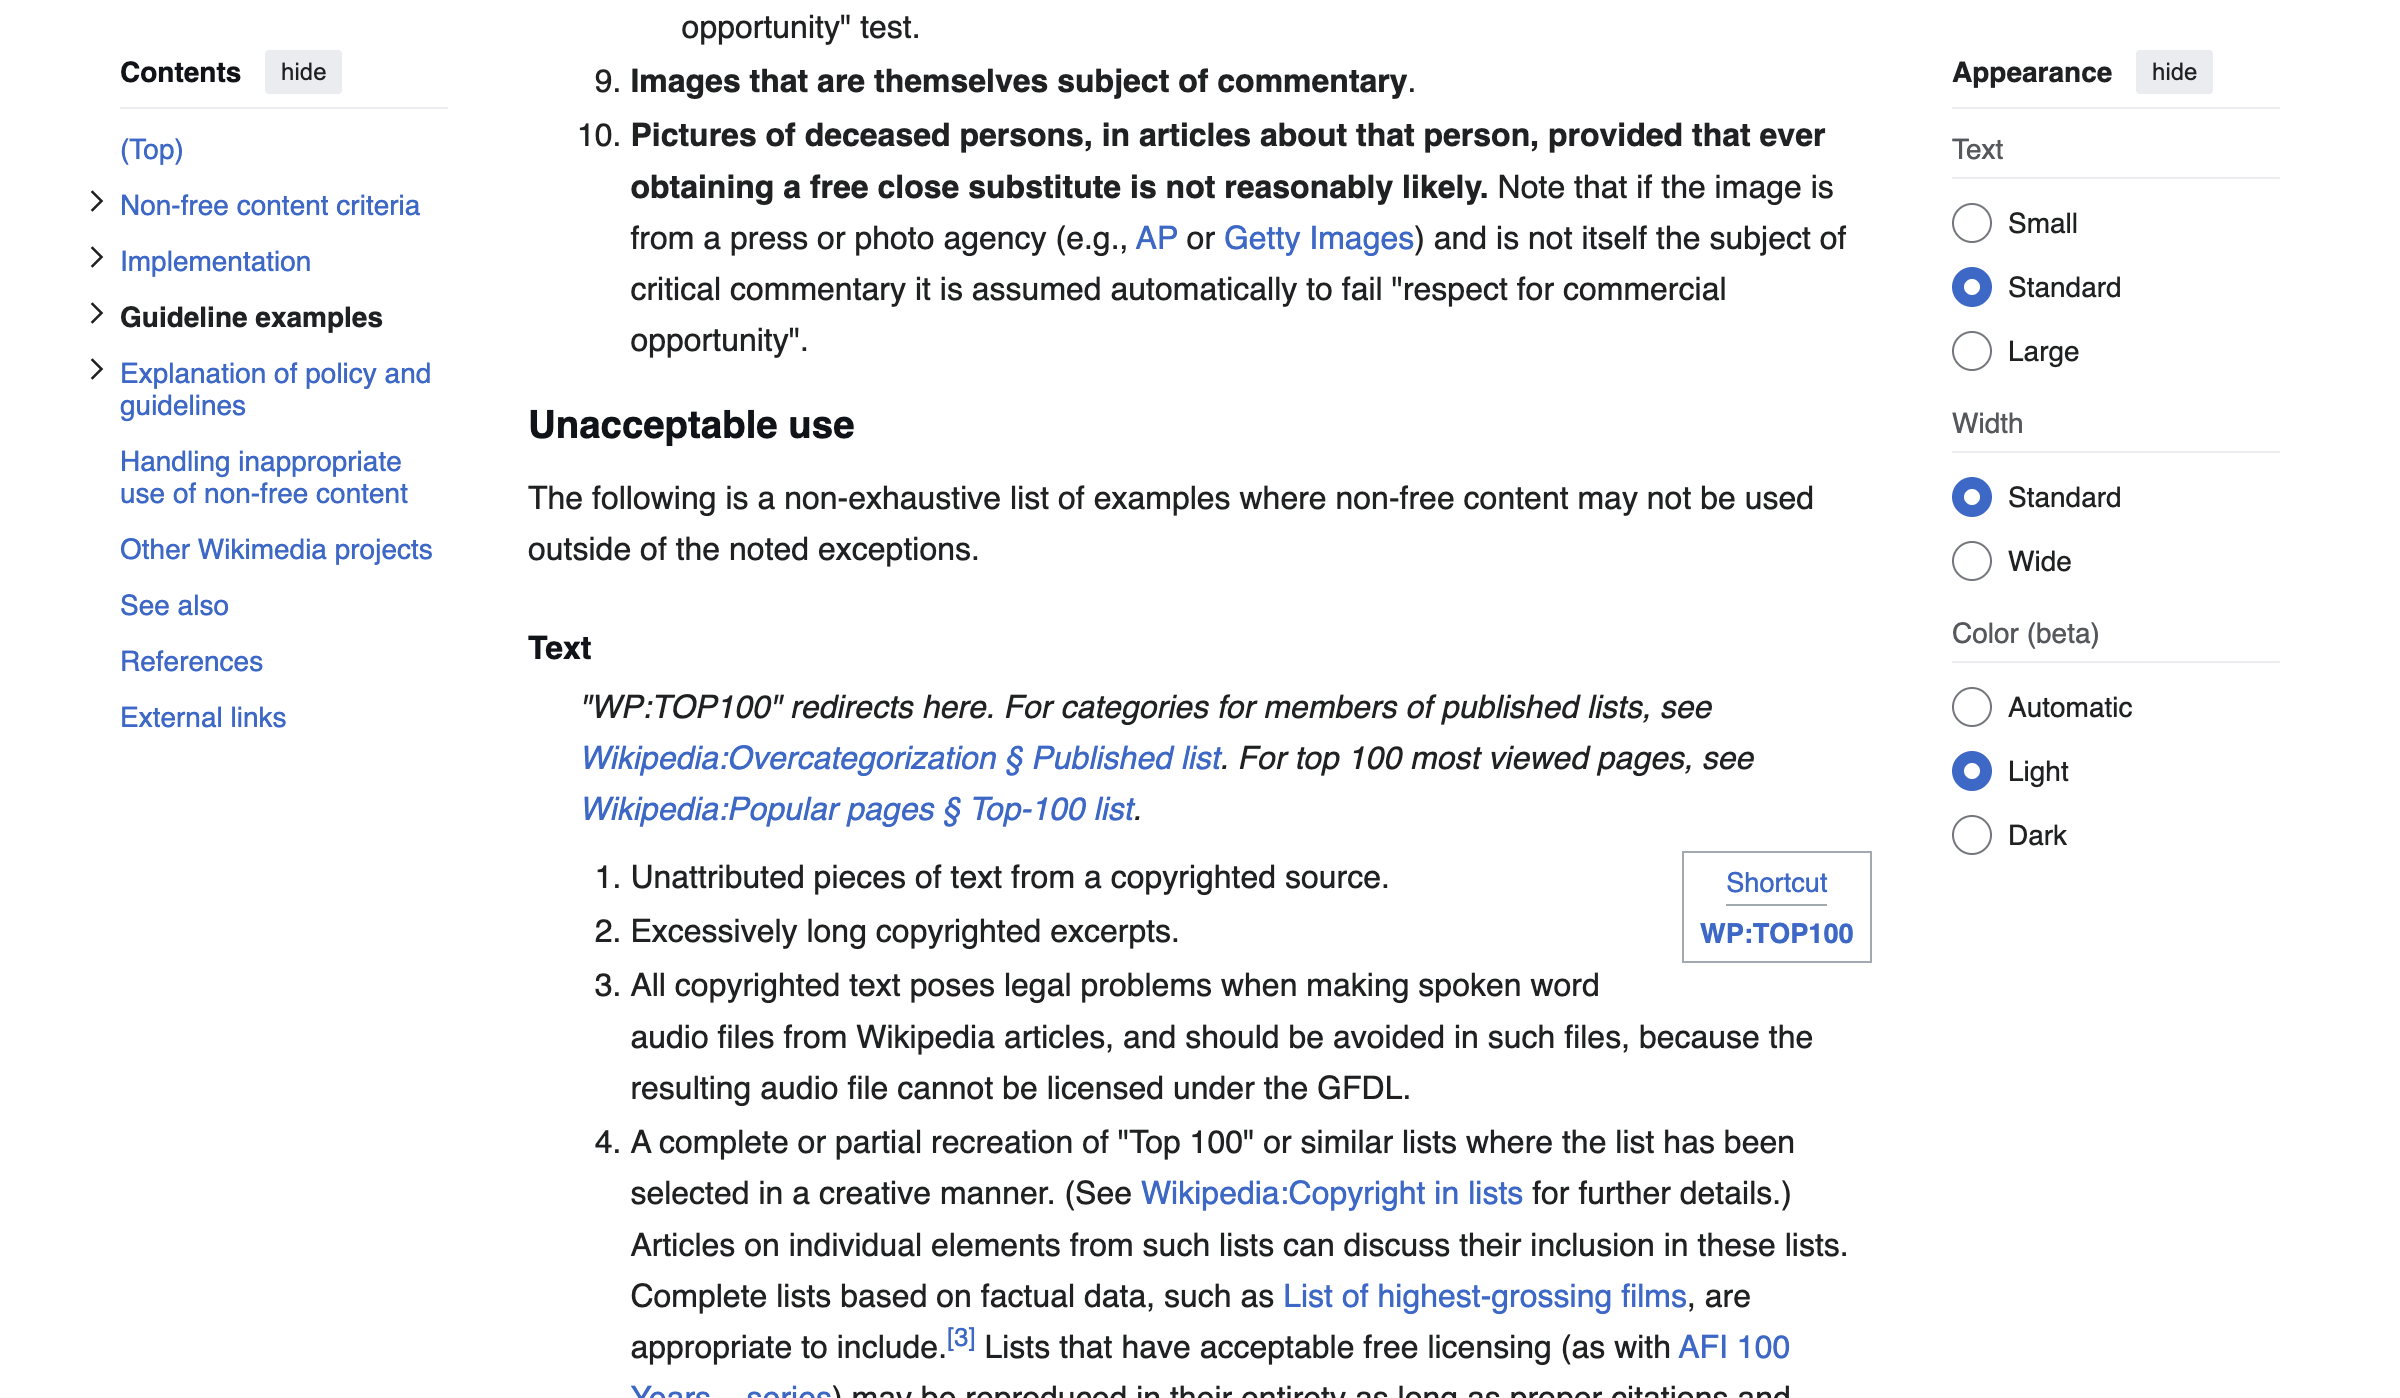 Contents hide
(Top)
Non-free content criteria
Implementation
Guideline examples
Explanation of policy and
guidelines
Handling inappropriate
use of non-free content
Other Wikimedia projects
See also
References
External links
opportunity" test.
9. Images that are themselves subject of commentary.
10. Pictures of deceased persons, in articles about that person, provided that ever
obtaining a free close substitute is not reasonably likely. Note that if the image is
from a press or photo agency (e.g., AP or Getty Images) and is not itself the subject of
critical commentary it is assumed automatically to fail "respect for commercial
opportunity".
Unacceptable use
The following is a non-exhaustive list of examples where non-free content may not be used
outside of the noted exceptions.
Text
"WP:TOP100" redirects here. For categories for members of published lists, see
Wikipedia:Overcategorization § Published list. For top 100 most viewed pages, see
Wikipedia:Popular pages § Top-100 list.
Shortcut
WP:TOP100
1. Unattributed pieces of text from a copyrighted source.
2. Excessively long copyrighted excerpts.
3. All copyrighted text poses legal problems when making spoken word
audio files from Wikipedia articles, and should be avoided in such files, because the
resulting audio file cannot be licensed under the GFDL.
4. A complete or partial recreation of "Top 100" or similar lists where the list has been
selected in a creative manner. (See Wikipedia:Copyright in lists for further details.)
Articles on individual elements from such lists can discuss their inclusion in these lists.
Complete lists based on factual data, such as List of highest-grossing films, are
appropriate to include.[3] Lists that have acceptable free licensing (as with AFI 100
Years... series) may be reproduced in their entirety as long as proper citations and
Appearance hide
Text
Small
Standard
Large
Width
Standard
Wide
Color (beta)
Automatic
Light
Dark